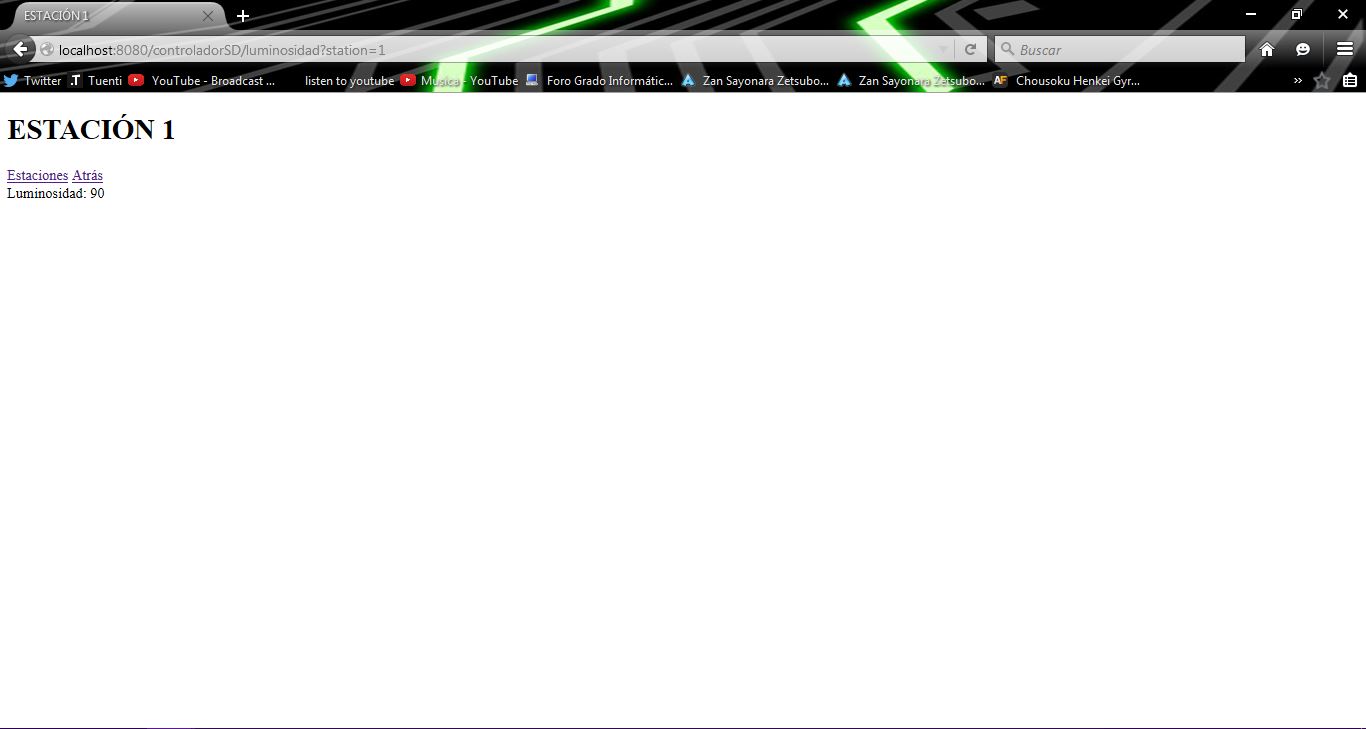 ESTACIÓN 1
localhost:8080/controladorSD/luminosidad?station=1
Buscar
Twitter .T Tuenti YouTube - Broadcast ... listen to youtube Musica - YouTube Foro Grado Informátic... Zan Sayonara Zetsubo... Zan Sayonara Zetsubo... AF Chousoku Henkei Gyr... »
ESTACIÓN 1
Estaciones Atrás
Luminosidad: 90